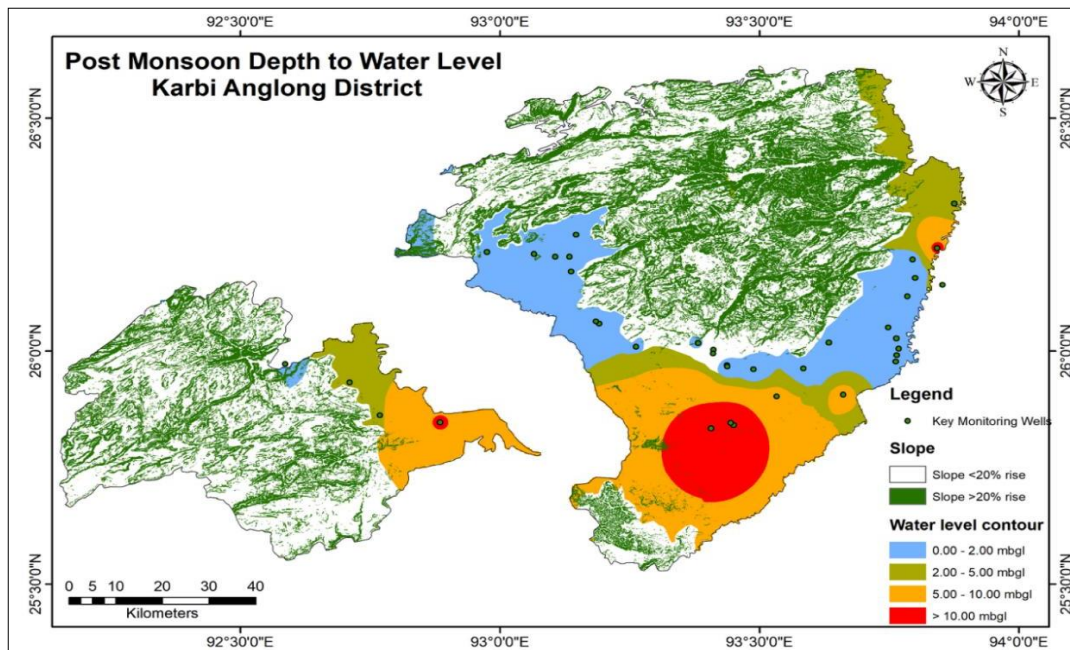 92°30'0"E 93°0'0"E 93°30'0"E 94°0'0"E
Post Monsoon Depth to Water Level
Karbi Anglong District
N
W E
S
26°30'0"N 26°30'0"N
26°0'0"N 26°0'0"N
25°30'0"N 25°30'0"N
Legend
Key Monitoring Wells
Slope
Slope <20% rise
Slope >20% rise
Water level contour
0.00 - 2.00 mbgl
2.00 - 5.00 mbgl
5.00 - 10.00 mbgl
> 10.00 mbgl
0 5 10 20 30 40
Kilometers
92°30'0"E 93°0'0"E 93°30'0"E 94°0'0"E